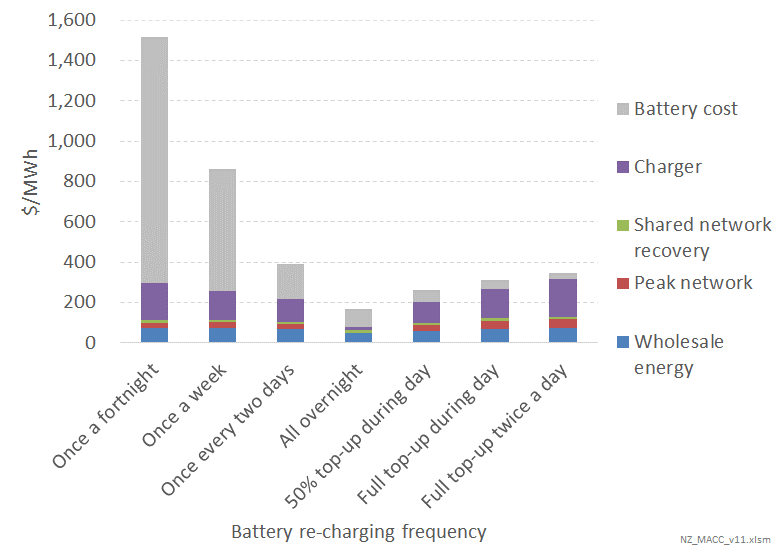 1,600
1,400
1,200
1,000
800
600
400
200
0
$/MWh
Once a fortnight
Once a week
Once every two days
All overnight
50% top-up during day
Full top-up during day
Full top-up twice a day
Battery re-charging frequency
Battery cost
Charger
Shared network
recovery
Peak network
Wholesale
energy
NZ_MACC_v11.xlsm